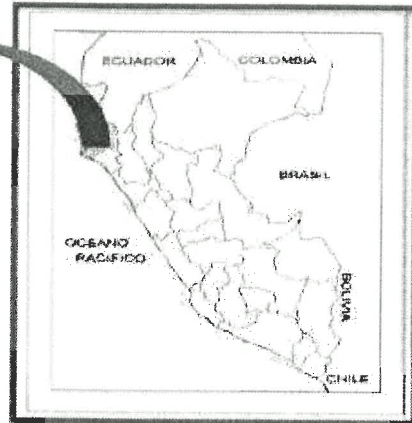 ECUADOR
COLOMBIA
BRASIL
OCEANO
PACIFICO
BOLIVIA
CHILE